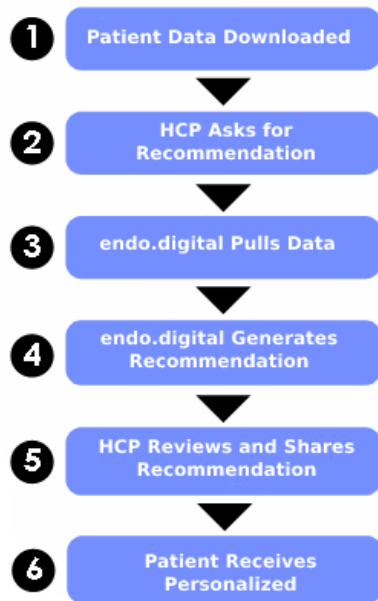 1
Patient Data Downloaded
2
HCP Asks for
Recommendation
3
endo.digital Pulls Data
4
endo.digital Generates
Recommendation
5
HCP Reviews and Shares
Recommendation
6
Patient Receives
Personalized